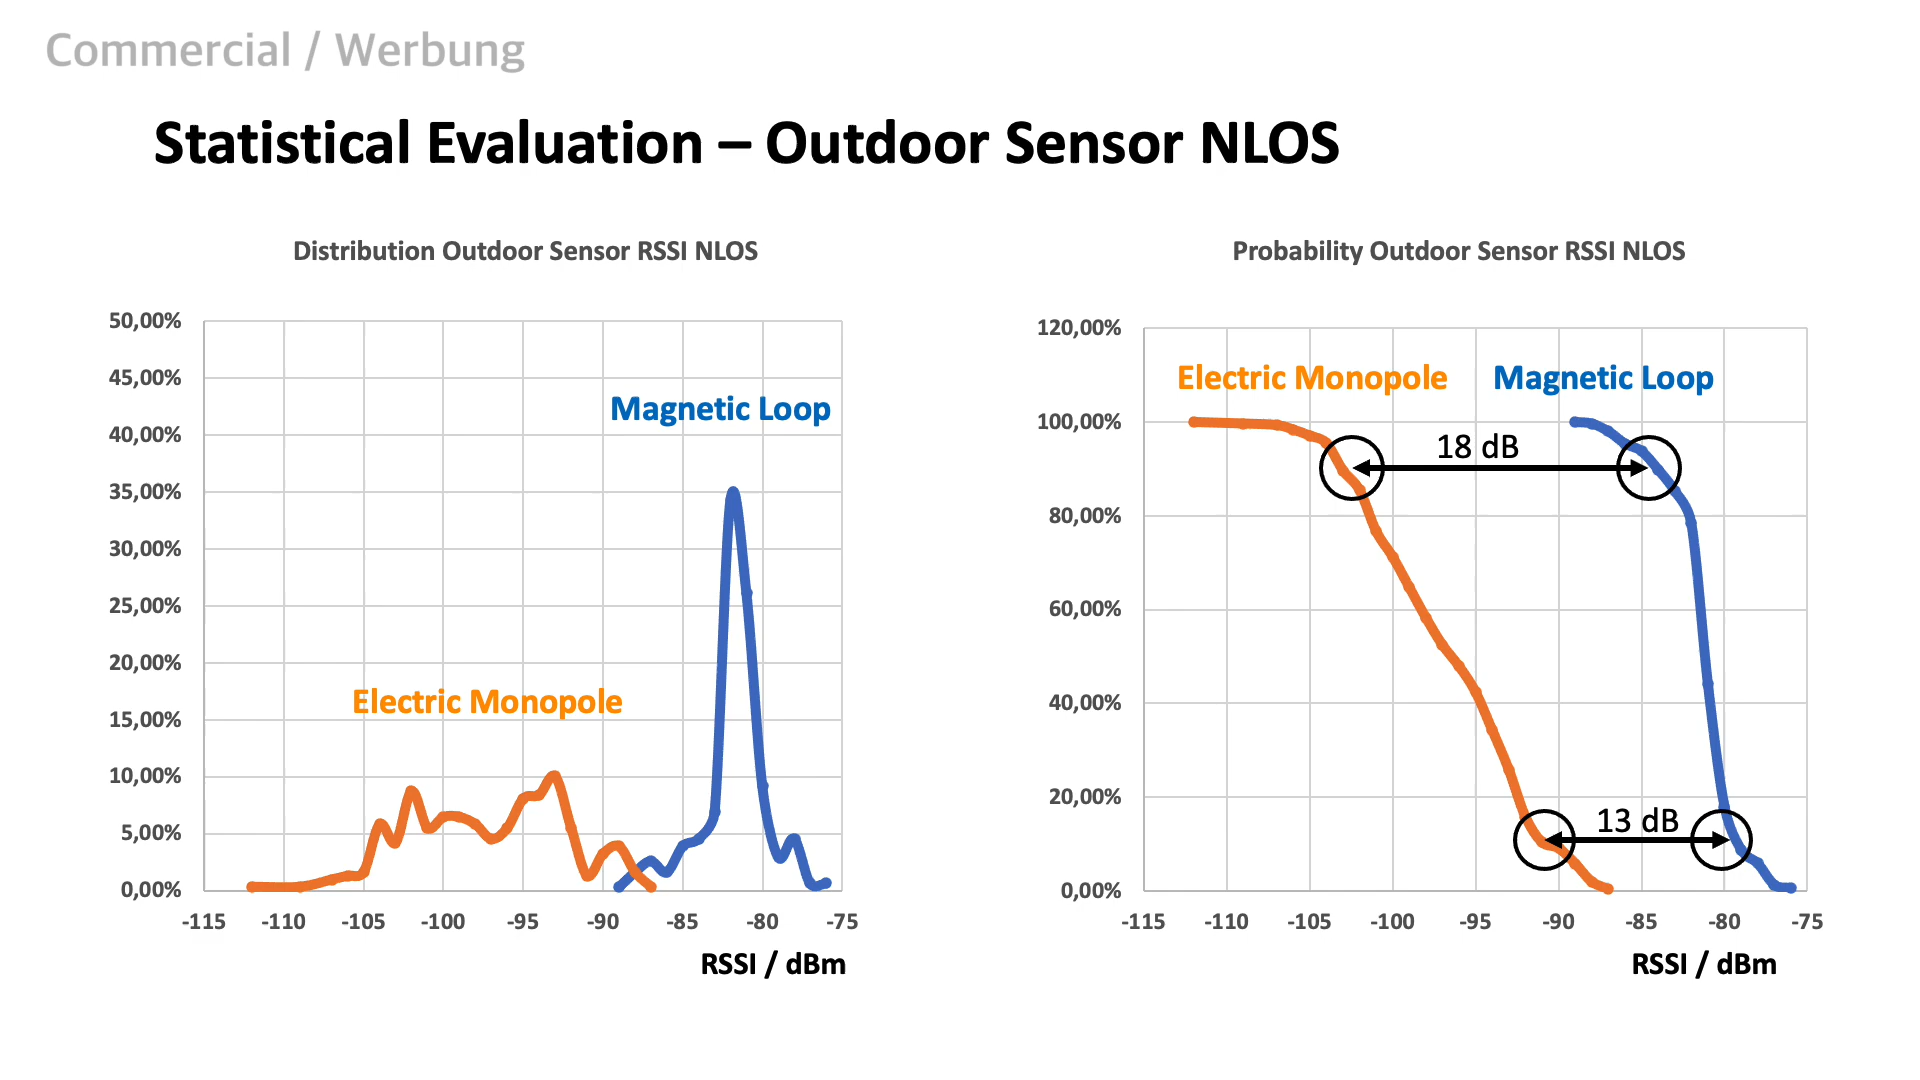 Commercial / Werbung
Statistical Evaluation – Outdoor Sensor NLOS
Distribution Outdoor Sensor RSSI NLOS
50,00%
45,00%
40,00%
35,00%
30,00%
25,00%
20,00%
15,00%
10,00%
5,00%
0,00%
Magnetic Loop
Electric Monopole
-115 -110 -105 -100 -95 -90 -85 -80 -75
RSSI / dBm
Probability Outdoor Sensor RSSI NLOS
120,00%
100,00%
80,00%
60,00%
40,00%
20,00%
0,00%
Electric Monopole Magnetic Loop
18 dB
13 dB
-115 -110 -105 -100 -95 -90 -85 -80 -75
RSSI / dBm